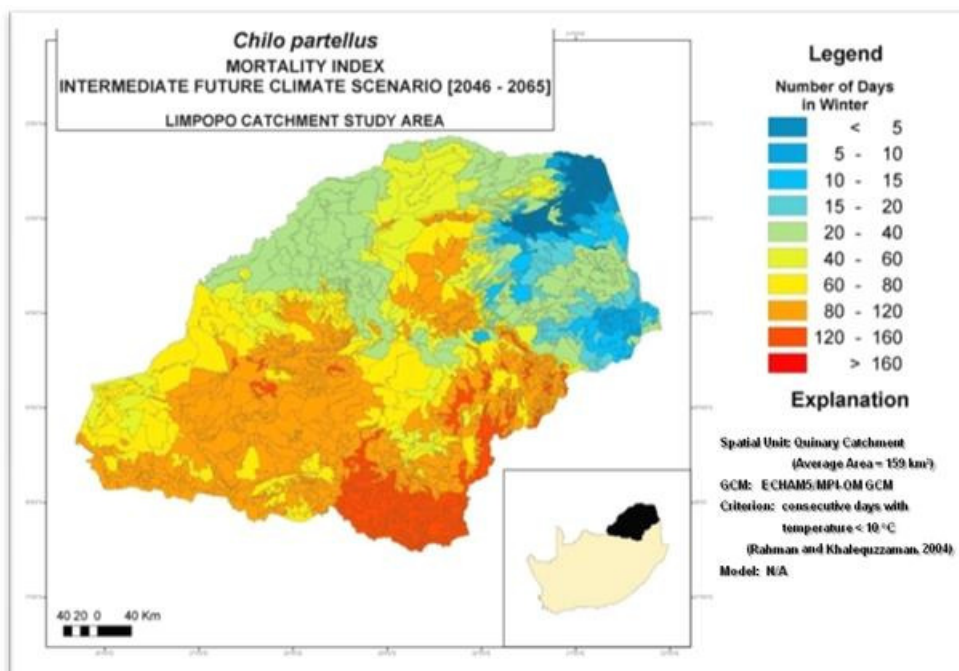 Chilo partellus
MORTALITY INDEX
INTERMEDIATE FUTURE CLIMATE SCENARIO [2046 - 2065]
LIMPOPO CATCHMENT STUDY AREA
Legend
Number of Days
in Winter
< 5
5 - 10
10 - 15
15 - 20
20 - 40
40 - 60
60 - 80
80 - 120
120 - 160
> 160
Explanation
Spatial Unit: Quinary Catchment
(Average Area = 159 km²)
GCM: ECHAM5/MPI-OM GCM
Criterion: consecutive days with
temperature < 10 °C
(Rahman and Khalequzzaman, 2004)
Model: N/A
40 20 0 40 Km